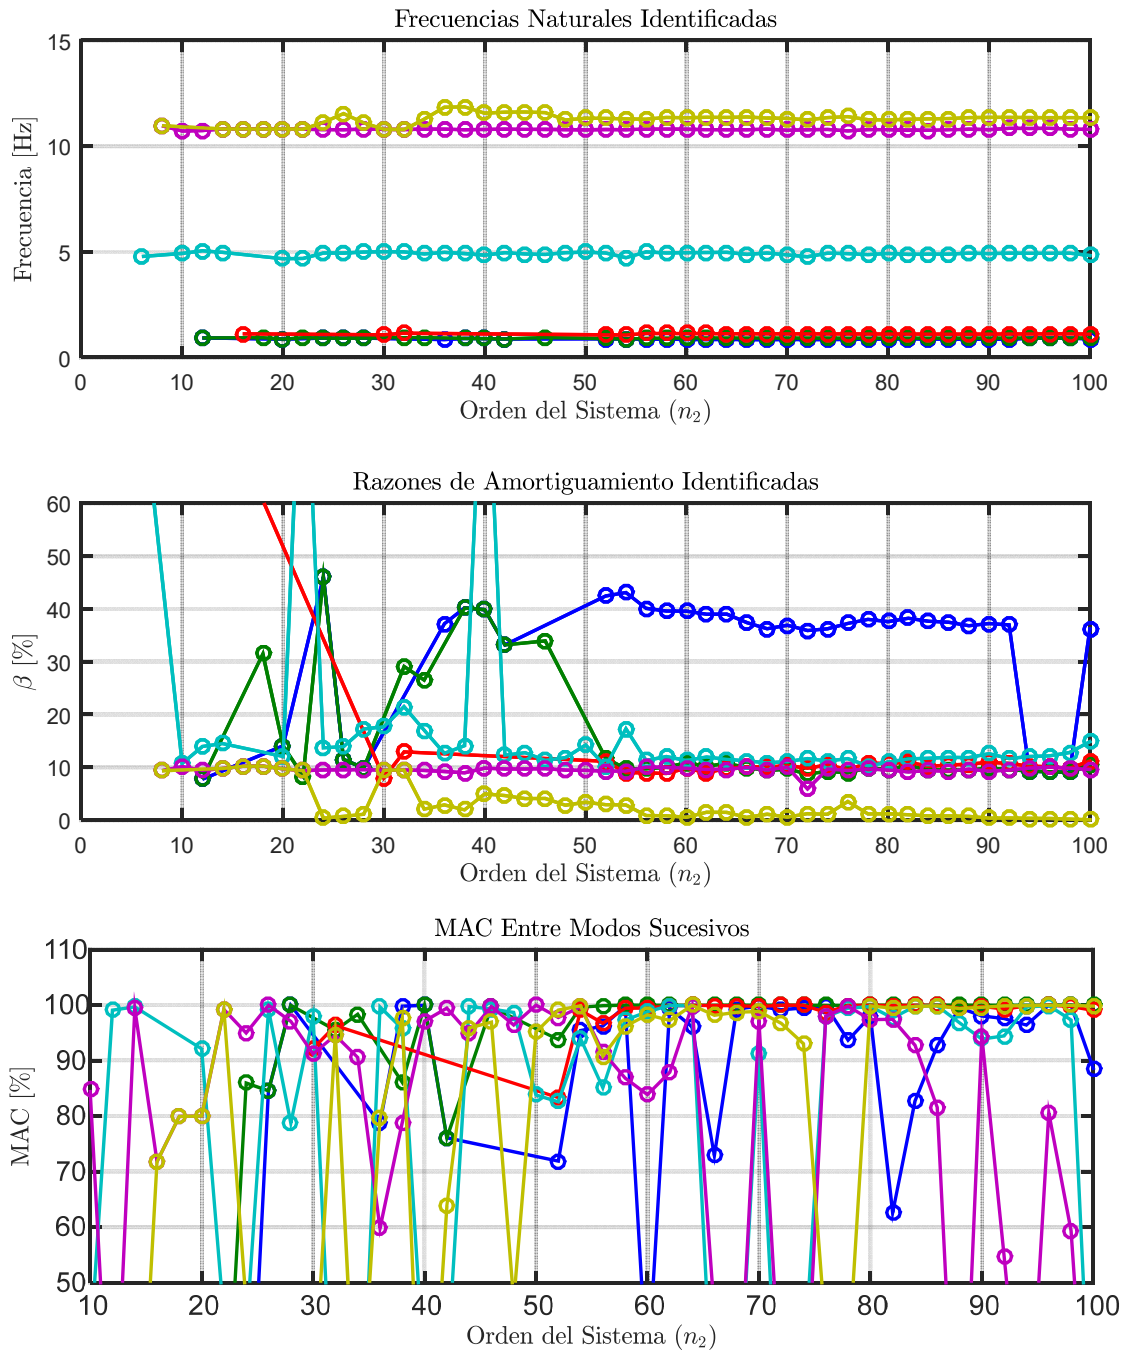 Frecuencias Naturales Identificadas
Frecuencia [Hz]
15
10
5
0
0 10 20 30 40 50 60 70 80 90 100
Orden del Sistema (n₂)
Razones de Amortiguamiento Identificadas
β [%]
60
50
40
30
20
10
0
0 10 20 30 40 50 60 70 80 90 100
Orden del Sistema (n₂)
MAC Entre Modos Sucesivos
MAC [%]
110
100
90
80
70
60
50
10 20 30 40 50 60 70 80 90 100
Orden del Sistema (n₂)